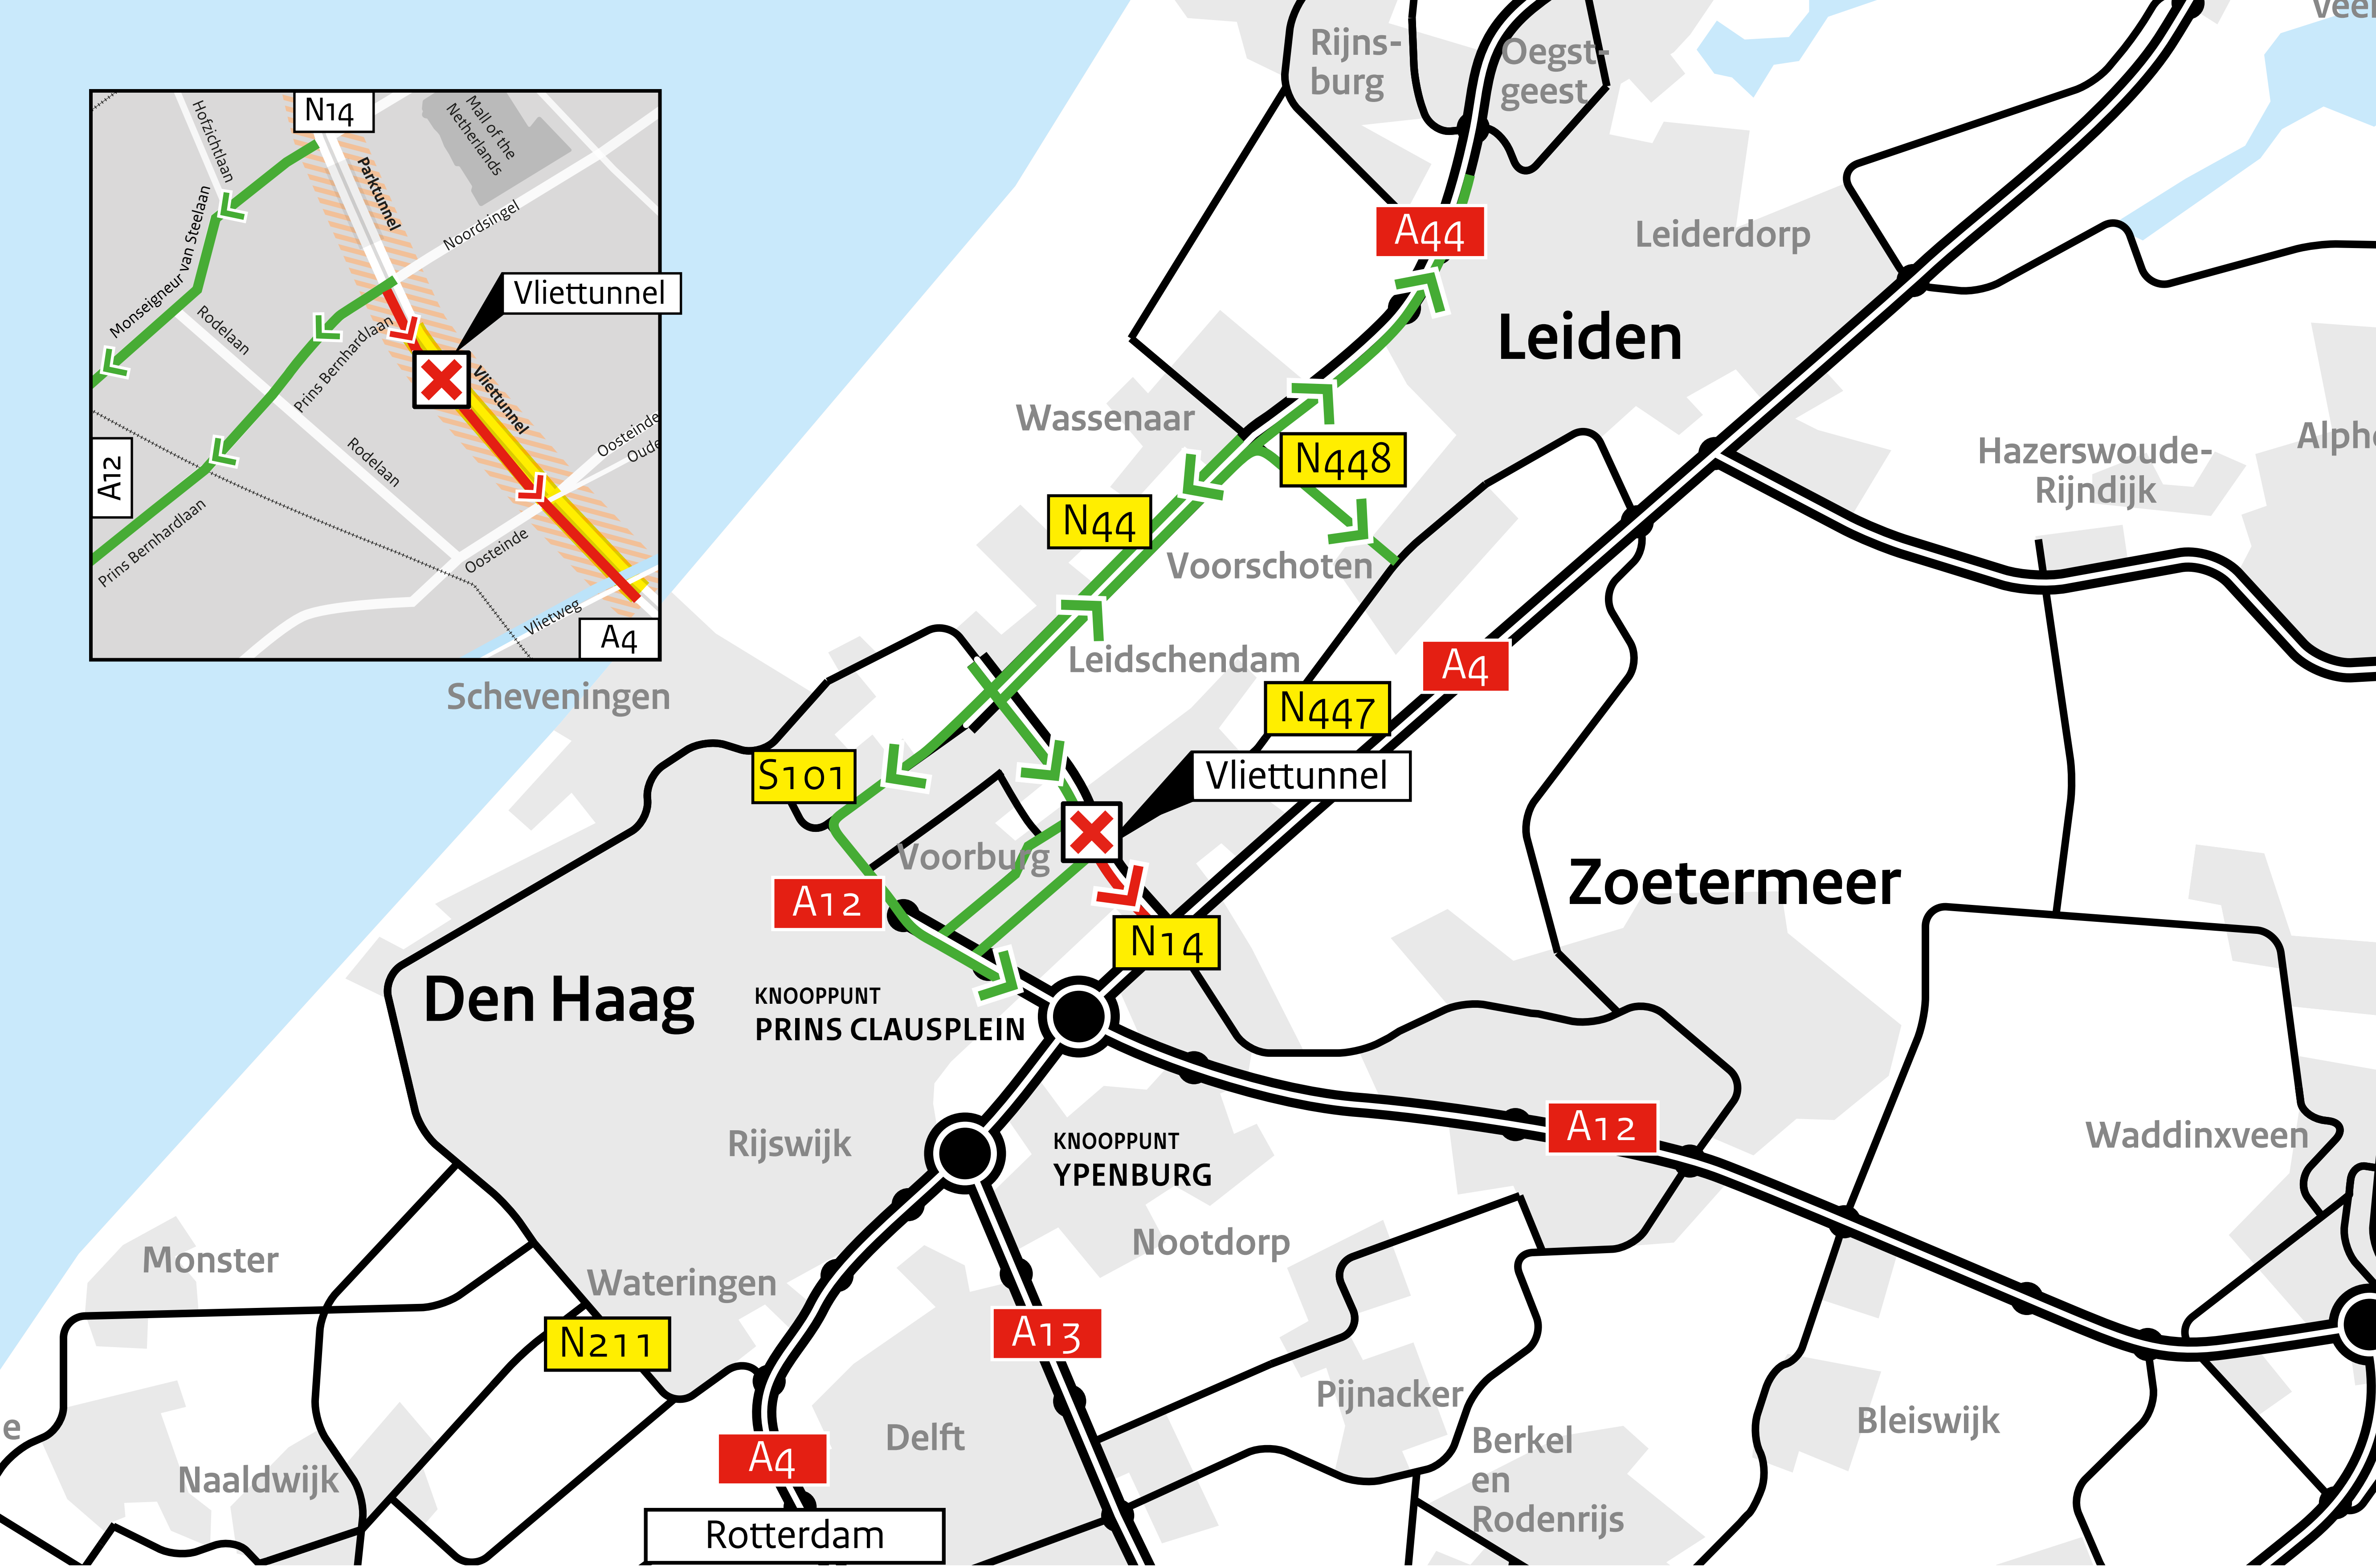 N14
Hofzichtlaan
Mall of the
Netherlands
Parktunnel
Monseigneur van Steelaan
Noordsingel
Vliettunnel
Rodelaan
Prins Bernhardlaan
Vliettunnel
Rodelaan
Oosteinde
Oude
A12
Prins Bernhardlaan
Oosteinde
Vlietweg
A4
Rijns-
burg
Oegst-
geest
A44
Leiderdorp
Leiden
Wassenaar
N448
Hazerswoude-
Rijndijk
N44
Voorschoten
Leidschendam
A4
Scheveningen
N447
S101
Vliettunnel
Voorburg
A12
Zoetermeer
N14
Den Haag
KNOOPPUNT
PRINS CLAUSPLEIN
A12
Waddinxveen
Rijswijk
KNOOPPUNT
YPENBURG
Nootdorp
Monster
Wateringen
N211
A13
Pijnacker
Bleiswijk
Delft
A4
Berkel
en
Rodenrijs
Naaldwijk
Rotterdam